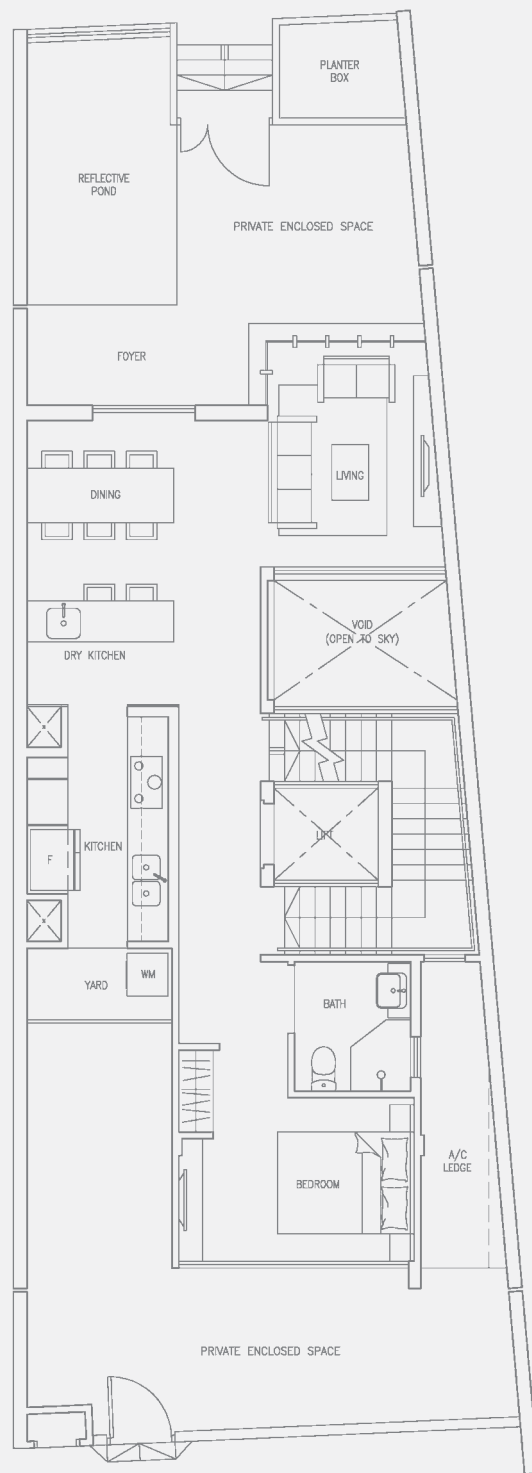 PLANTER
BOX
REFLECTIVE
POND
PRIVATE ENCLOSED SPACE
FOYER
LIVING
DINING
VOID
(OPEN TO SKY)
DRY KITCHEN
LIFT
KITCHEN
F
YARD
WM
BATH
A/C
LEDGE
BEDROOM
PRIVATE ENCLOSED SPACE